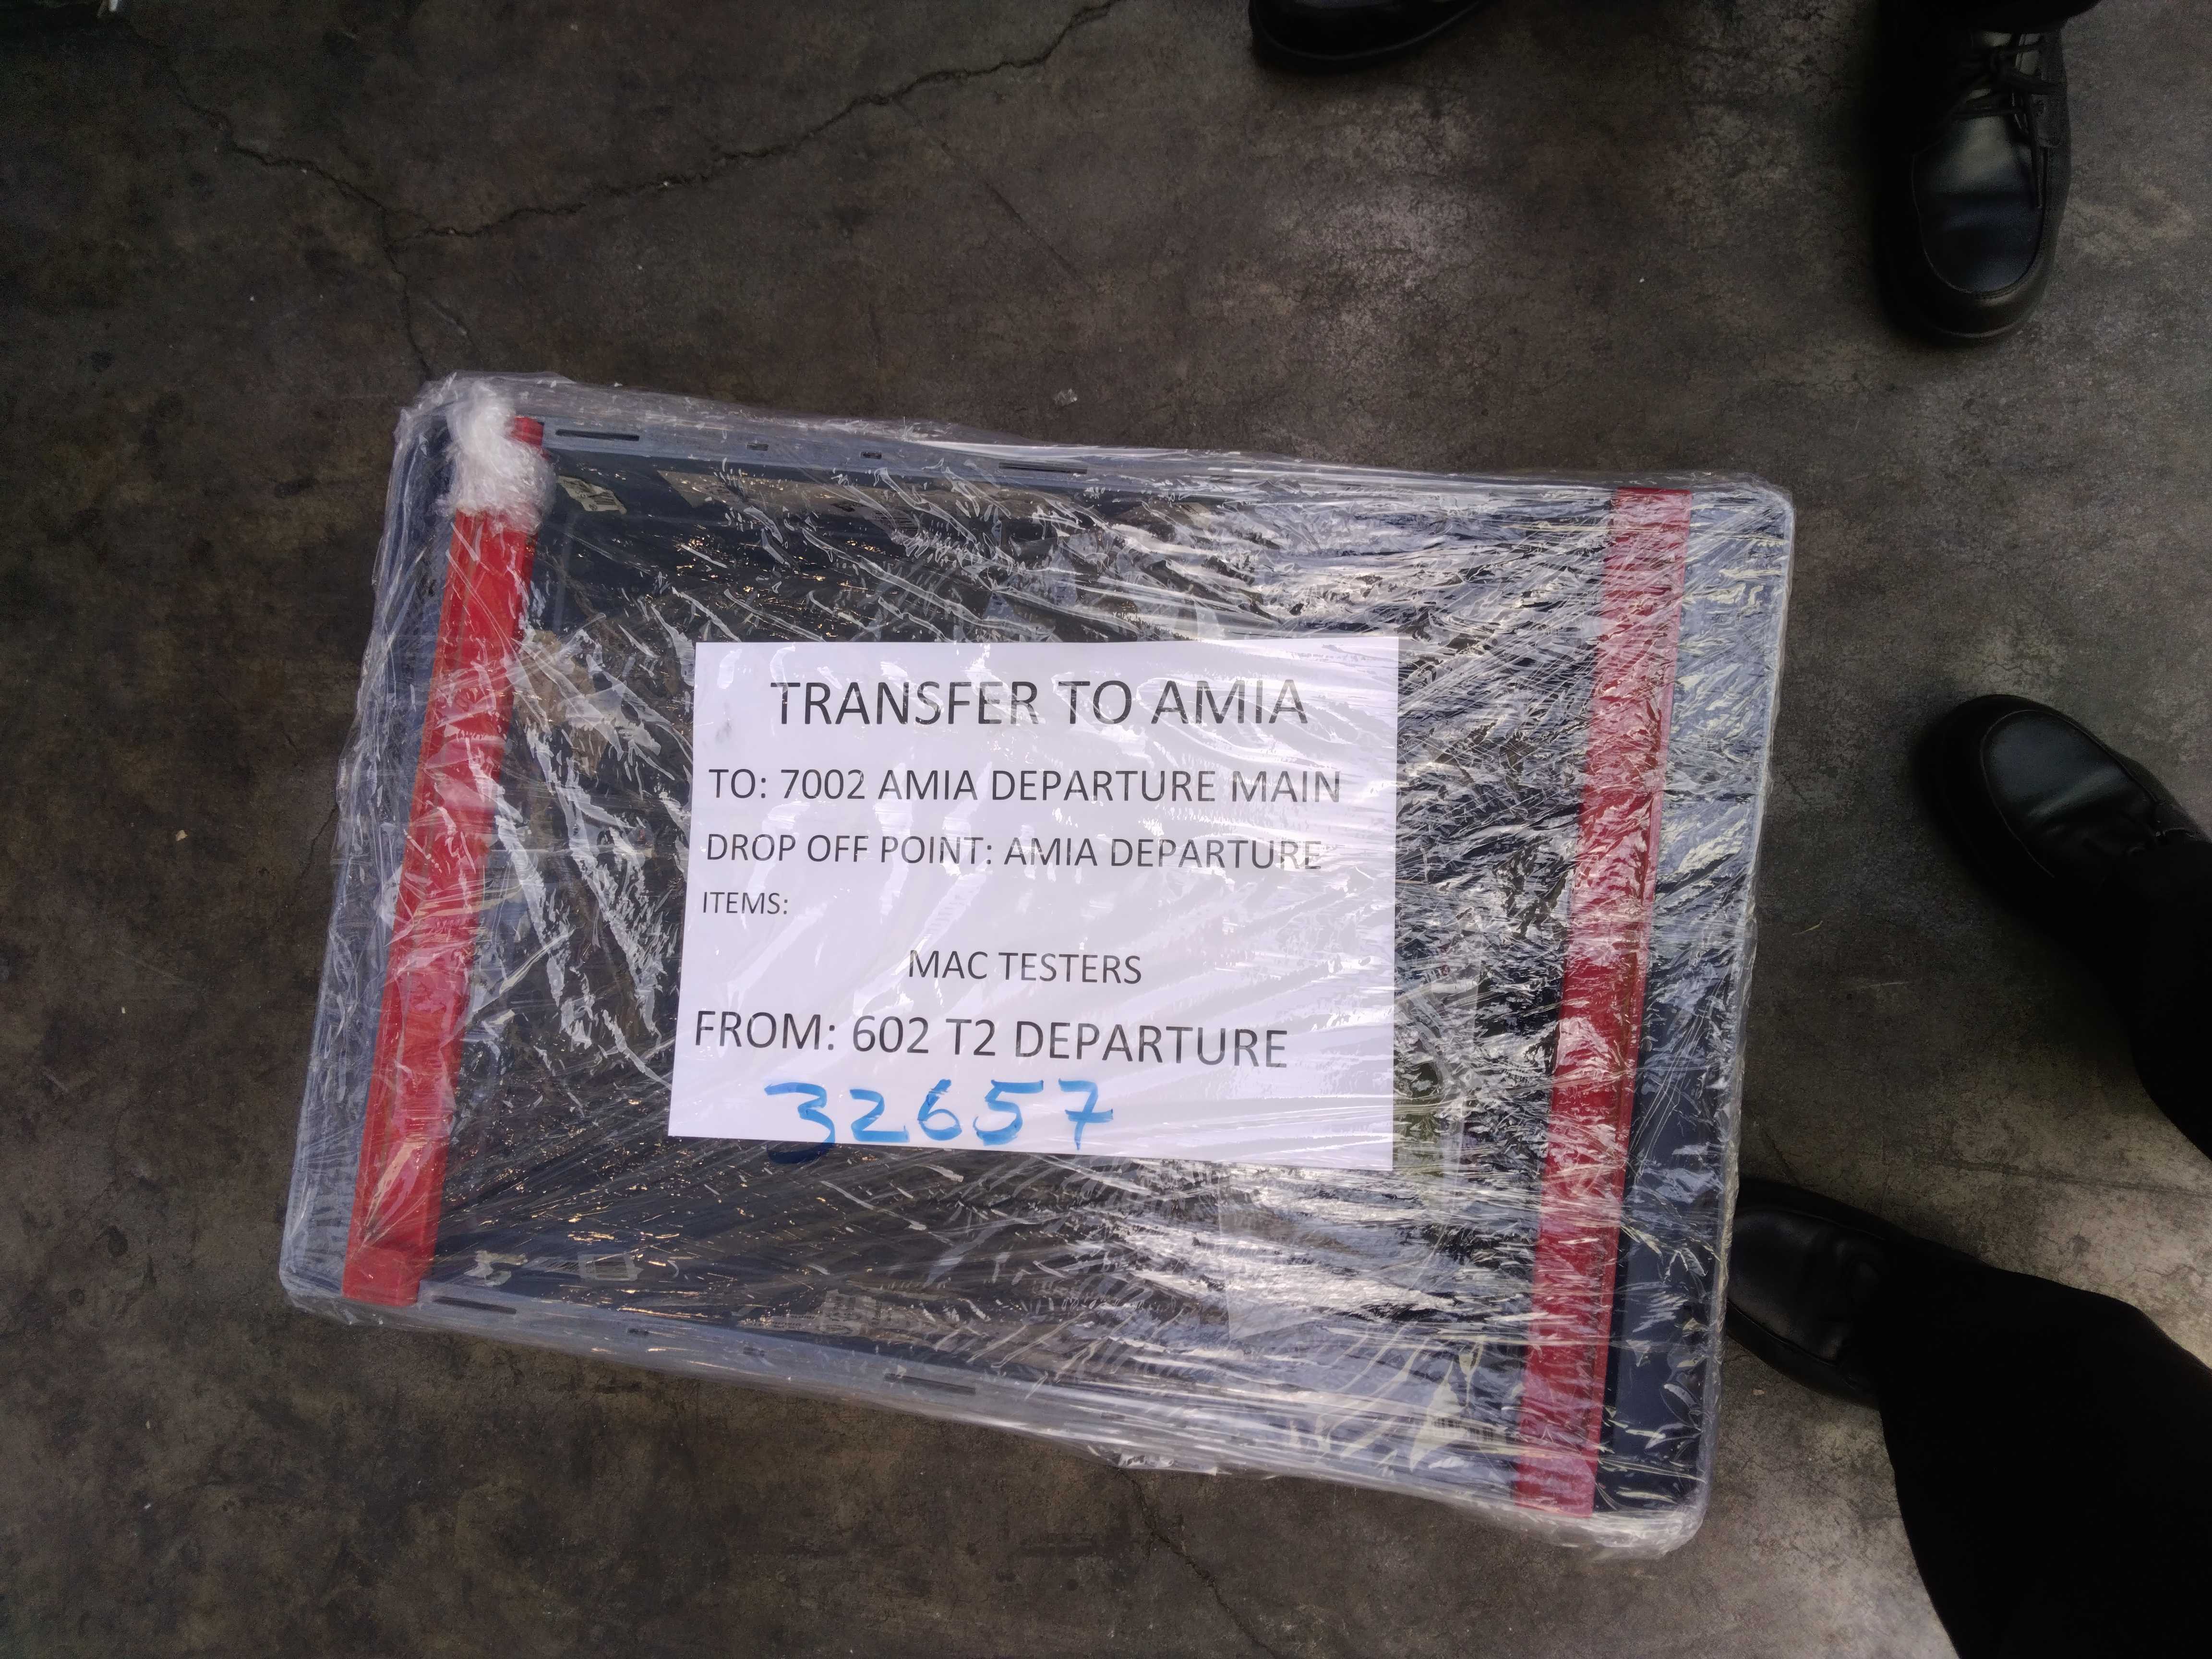 TRANSFER TO AMIA
TO: 7002 AMIA DEPARTURE MAIN
DROP OFF POINT: AMIA DEPARTURE
ITEMS:
MAC TESTERS
FROM: 602 T2 DEPARTURE
32657